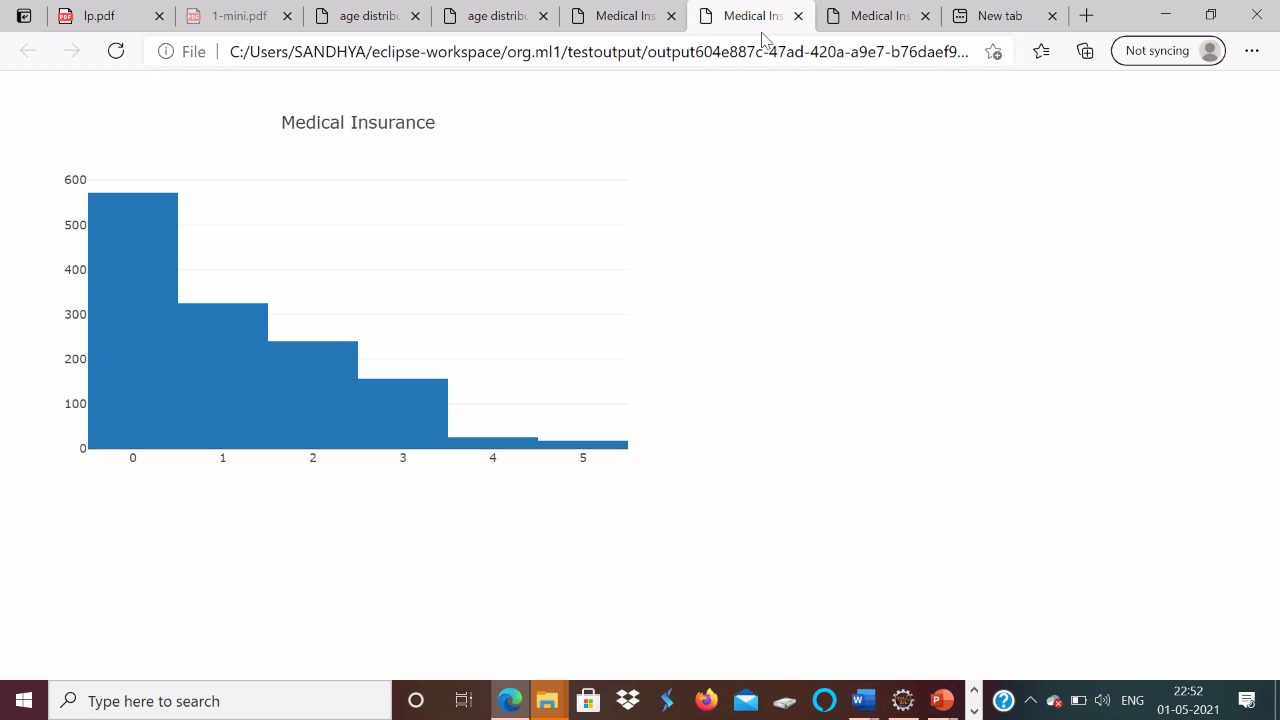 lp.pdf
1-mini.pdf
age distribu
age distribu
Medical Ins
Medical Ins
Medical Ins
New tab
File
C:/Users/SANDHYA/eclipse-workspace/org.ml1/testoutput/output604e887c-47ad-420a-a9e7-b76daef9...
Not syncing
Medical Insurance
600
500
400
300
200
100
0
0 1 2 3 4 5
Type here to search
ENG
22:52
01-05-2021